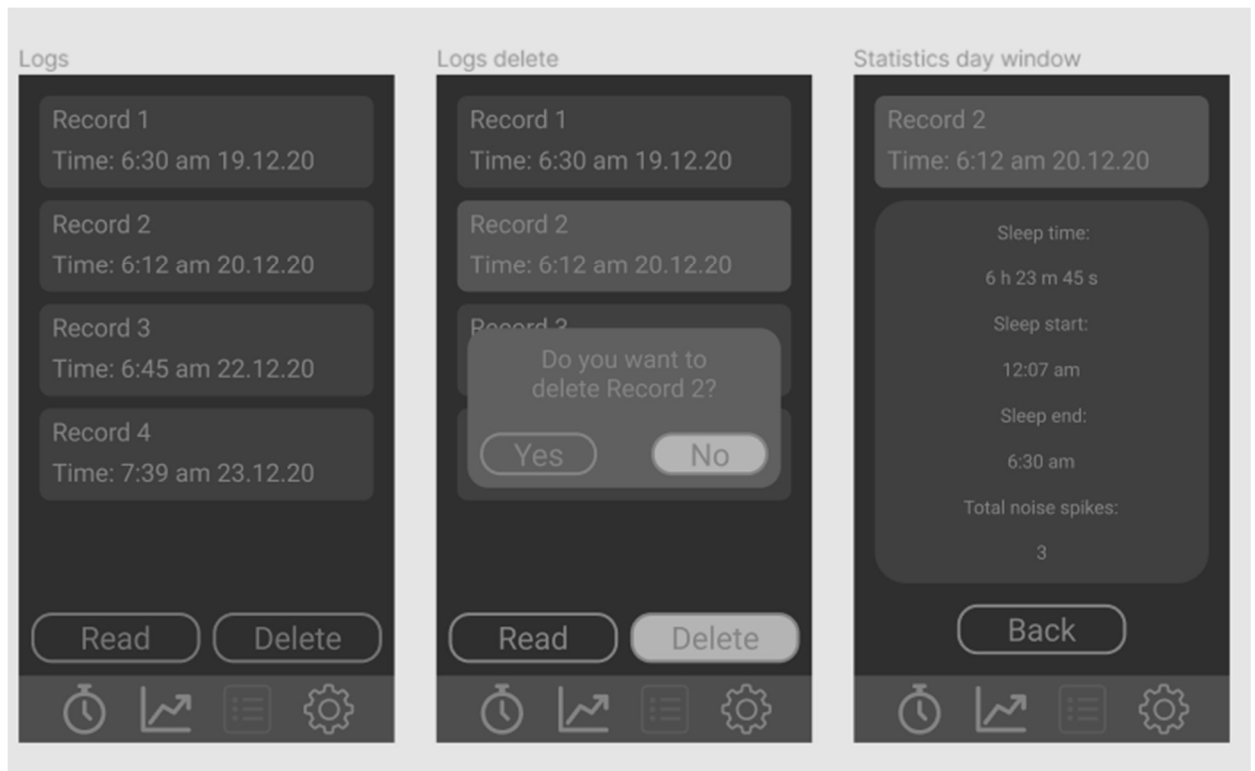 Logs
Record 1
Time: 6:30 am 19.12.20
Record 2
Time: 6:12 am 20.12.20
Record 3
Time: 6:45 am 22.12.20
Record 4
Time: 7:39 am 23.12.20
Read
Delete
Logs delete
Record 1
Time: 6:30 am 19.12.20
Record 2
Time: 6:12 am 20.12.20
Record 3
Do you want to
delete Record 2?
Yes
No
Read
Delete
Statistics day window
Record 2
Time: 6:12 am 20.12.20
Sleep time:
6 h 23 m 45 s
Sleep start:
12:07 am
Sleep end:
6:30 am
Total noise spikes:
3
Back